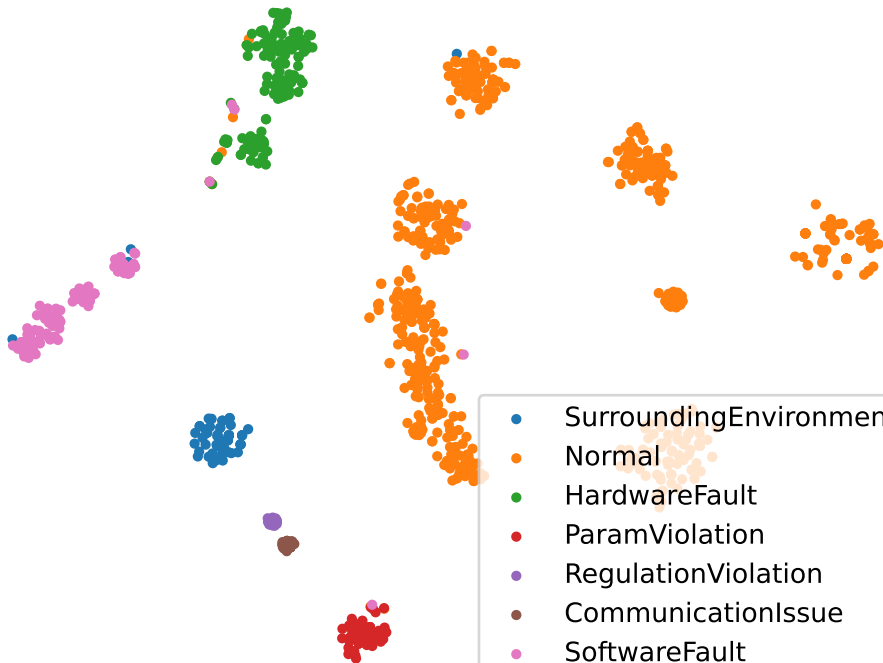 SurroundingEnvironmen
Normal
HardwareFault
ParamViolation
RegulationViolation
CommunicationIssue
SoftwareFault